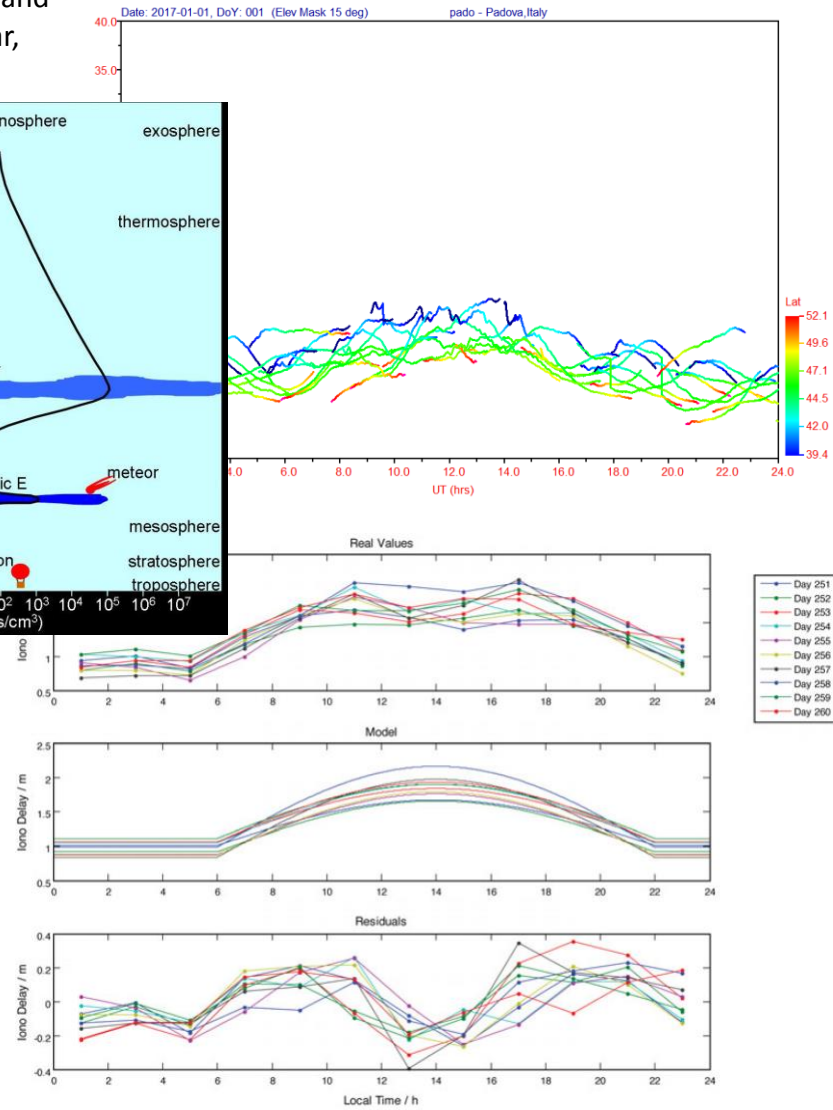 and
r,
Date: 2017-01-01, DoY: 001 (Elev Mask 15 deg) pado - Padova,Italy
40.0
35.0
nosphere
exosphere
thermosphere
ic E
meteor
mesosphere
on
stratosphere
troposphere
10² 10³ 10⁴ 10⁵ 10⁶ 10⁷
s/cm³)
Lat
52.1
49.6
47.1
44.5
42.0
39.4
4.0 6.0 8.0 10.0 12.0 14.0 16.0 18.0 20.0 22.0 24.0
UT (hrs)
Real Values
Iono
1
0.5
0 2 4 6 8 10 12 14 16 18 20 22 24
Day 251
Day 252
Day 253
Day 254
Day 255
Day 256
Day 257
Day 258
Day 259
Day 260
Model
Iono Delay / m
2.5
2
1.5
1
0.5
0 2 4 6 8 10 12 14 16 18 20 22 24
Residuals
Iono Delay / m
0.4
0.2
0
-0.2
-0.4
0 2 4 6 8 10 12 14 16 18 20 22 24
Local Time / h